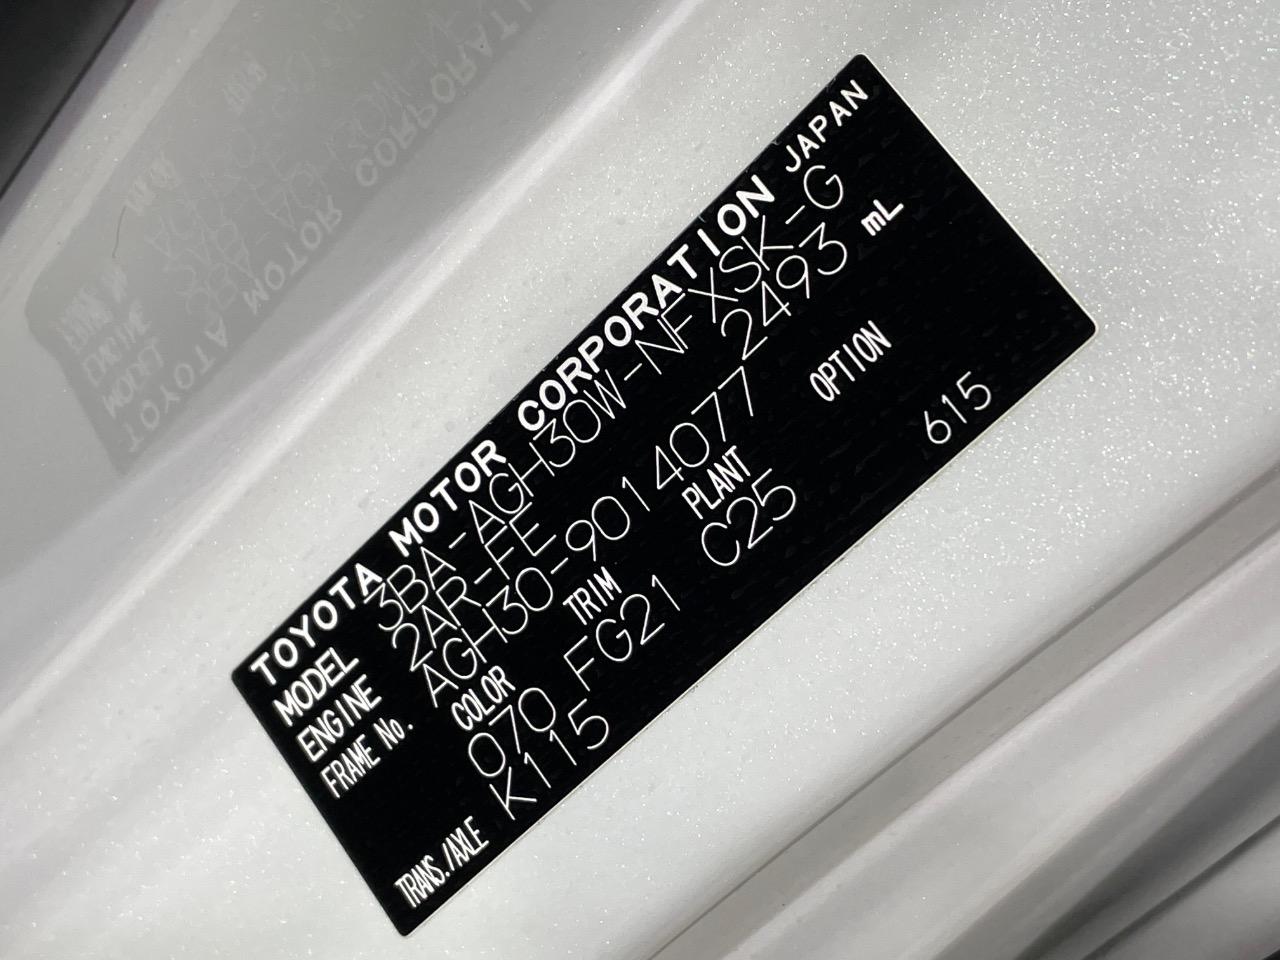 TOYOTA MOTOR CORPORATION JAPAN
MODEL 3BA-AGH30W-NFXSK-G
ENGINE 2AR-FE 2493 mL
FRAME No. AGH30-9014077
COLOR TRIM PLANT OPTION
070 FG21 C25 615
TRANS./AXLE K115